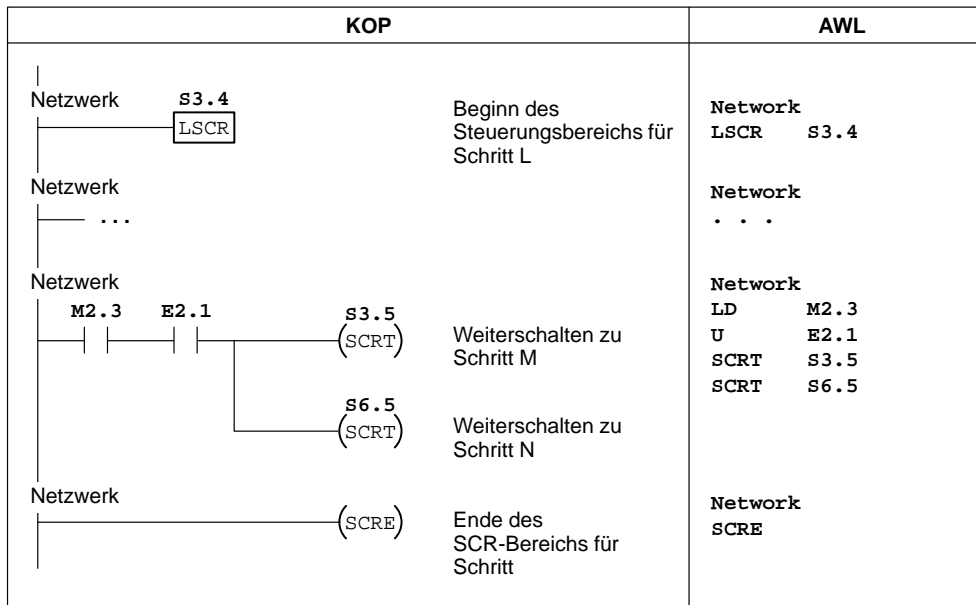 KOP AWL
Netzwerk S3.4
LSCR
Beginn des
Steuerungsbereichs für
Schritt L
Network
LSCR S3.4
Netzwerk
...
Network
. . .
Netzwerk
M2.3 E2.1 S3.5
SCRT
Weiterschalten zu
Schritt M
S6.5
SCRT
Weiterschalten zu
Schritt N
Network
LD M2.3
U E2.1
SCRT S3.5
SCRT S6.5
Netzwerk
SCRE
Ende des
SCR-Bereichs für
Schritt
Network
SCRE